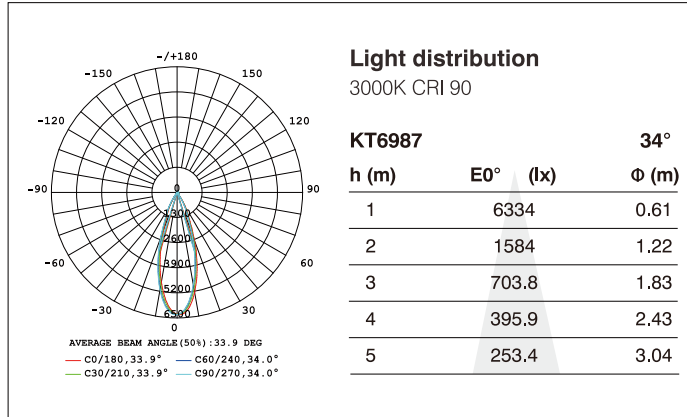 -/+180
-150 150
-120 120
-90 0 90
1300
2600
-60 3900 60
5200
-30 6500 30
0
AVERAGE BEAM ANGLE(50%):33.9 DEG
C0/180,33.9° C60/240,34.0°
C30/210,33.9° C90/270,34.0°
Light distribution
3000K CRI 90
KT6987 34°
h (m) E0° (lx) Φ (m)
1 6334 0.61
2 1584 1.22
3 703.8 1.83
4 395.9 2.43
5 253.4 3.04